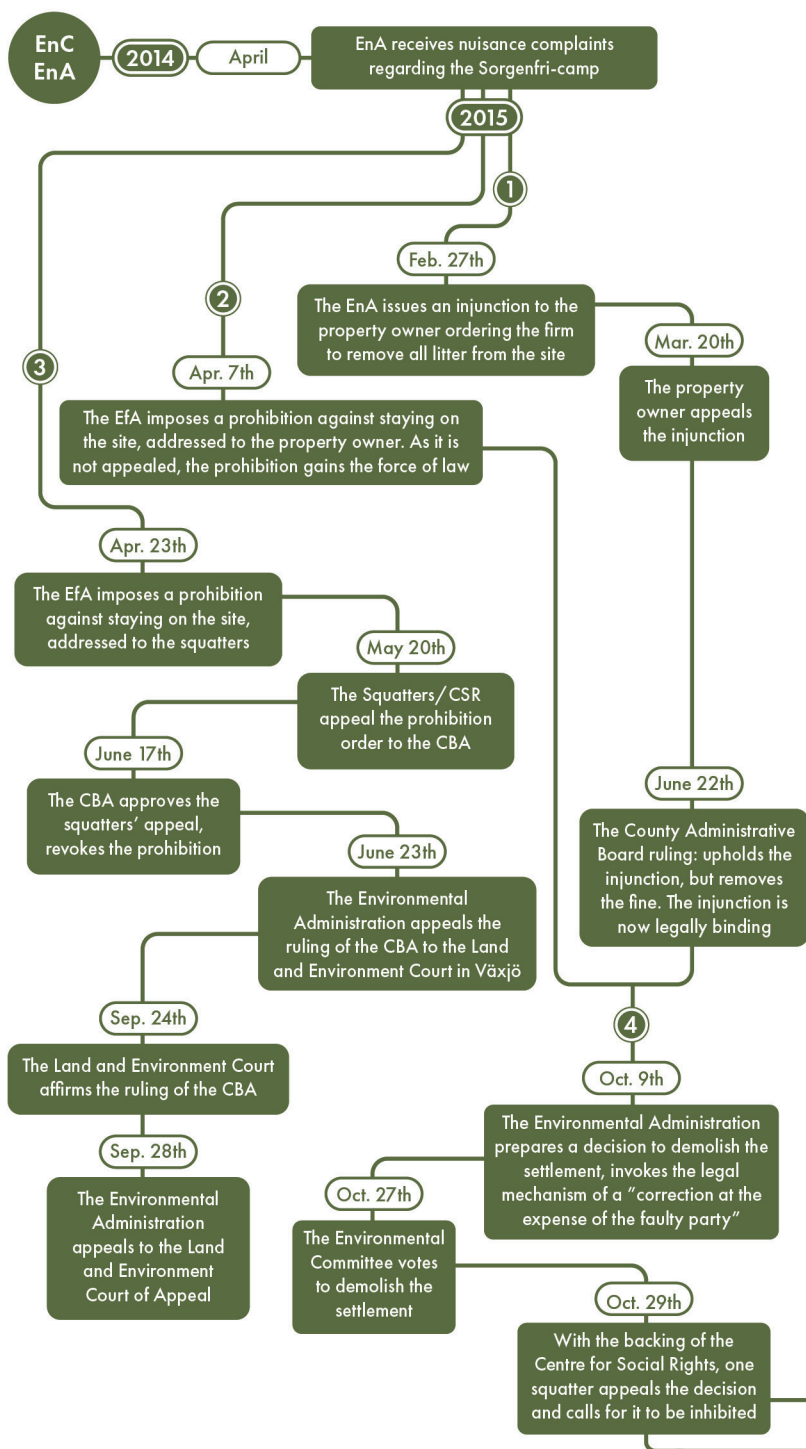 EnC
EnA
2014
April
EnA receives nuisance complaints
regarding the Sorgenfri-camp
2015
1
Feb. 27th
The EnA issues an injunction to the
property owner ordering the firm
to remove all litter from the site
Mar. 20th
The property
owner appeals
the injunction
2
Apr. 7th
The EfA imposes a prohibition against staying on
the site, addressed to the property owner. As it is
not appealed, the prohibition gains the force of law
3
Apr. 23th
The EfA imposes a prohibition
against staying on the site,
addressed to the squatters
May 20th
The Squatters/CSR
appeal the prohibition
order to the CBA
June 17th
The CBA approves the
squatters’ appeal,
revokes the prohibition
June 23th
The Environmental
Administration appeals the
ruling of the CBA to the Land
and Environment Court in Växjö
June 22th
The County Administrative
Board ruling: upholds the
injunction, but removes
the fine. The injunction is
now legally binding
Sep. 24th
The Land and Environment Court
affirms the ruling of the CBA
Sep. 28th
The Environmental
Administration
appeals to the Land
and Environment
Court of Appeal
4
Oct. 9th
The Environmental Administration
prepares a decision to demolish the
settlement, invokes the legal
mechanism of a ”correction at the
expense of the faulty party”
Oct. 27th
The Environmental
Committee votes
to demolish the
settlement
Oct. 29th
With the backing of the
Centre for Social Rights, one
squatter appeals the decision
and calls for it to be inhibited